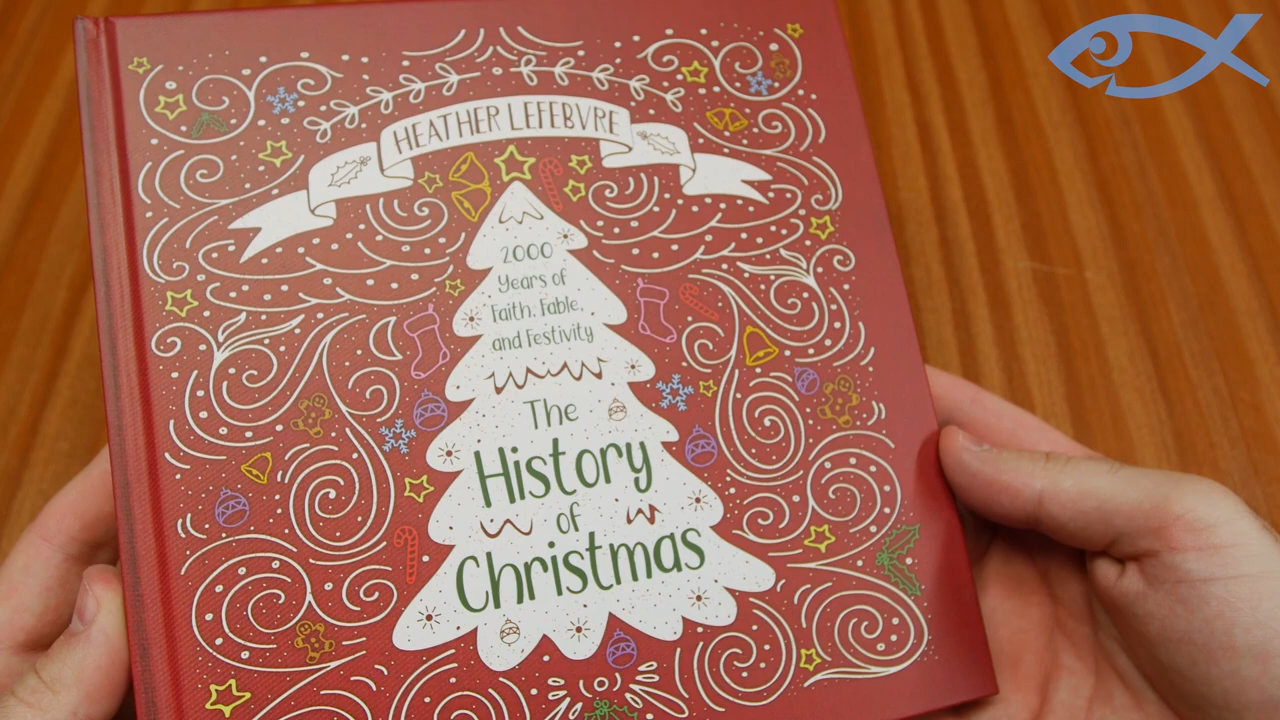 HEATHER LEFEBVRE
2000
Years of
Faith, Fable,
and Festivity
The
History
of
Christmas